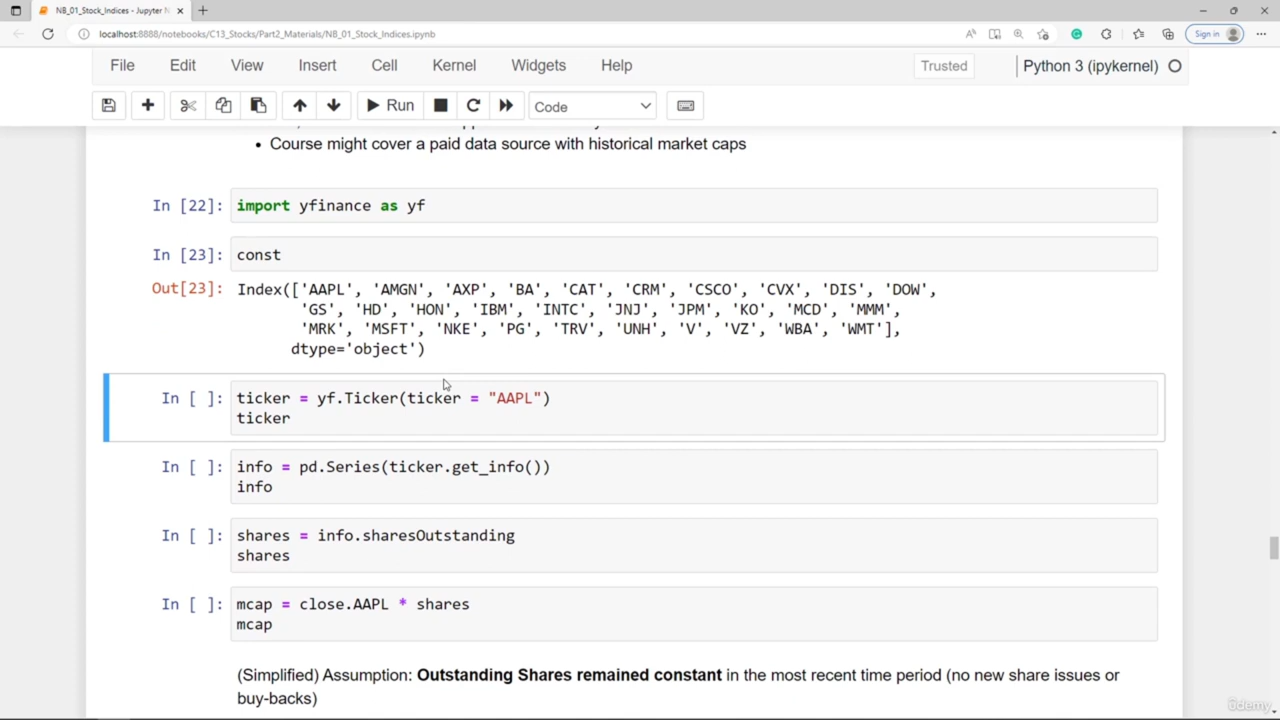 NB_01_Stock_Indices - Jupyter N
localhost:8888/notebooks/C13_Stocks/Part2_Materials/NB_01_Stock_Indices.ipynb
Sign in
File Edit View Insert Cell Kernel Widgets Help Trusted Python 3 (ipykernel)
Run Code
• Course might cover a paid data source with historical market caps
In [22]: import yfinance as yf
In [23]: const
Out[23]: Index(['AAPL', 'AMGN', 'AXP', 'BA', 'CAT', 'CRM', 'CSCO', 'CVX', 'DIS', 'DOW',
'GS', 'HD', 'HON', 'IBM', 'INTC', 'JNJ', 'JPM', 'KO', 'MCD', 'MMM',
'MRK', 'MSFT', 'NKE', 'PG', 'TRV', 'UNH', 'V', 'VZ', 'WBA', 'WMT'],
dtype='object')
In [ ]: ticker = yf.Ticker(ticker = "AAPL")
ticker
In [ ]: info = pd.Series(ticker.get_info())
info
In [ ]: shares = info.sharesOutstanding
shares
In [ ]: mcap = close.AAPL * shares
mcap
(Simplified) Assumption: Outstanding Shares remained constant in the most recent time period (no new share issues or
buy-backs)
ûdemy